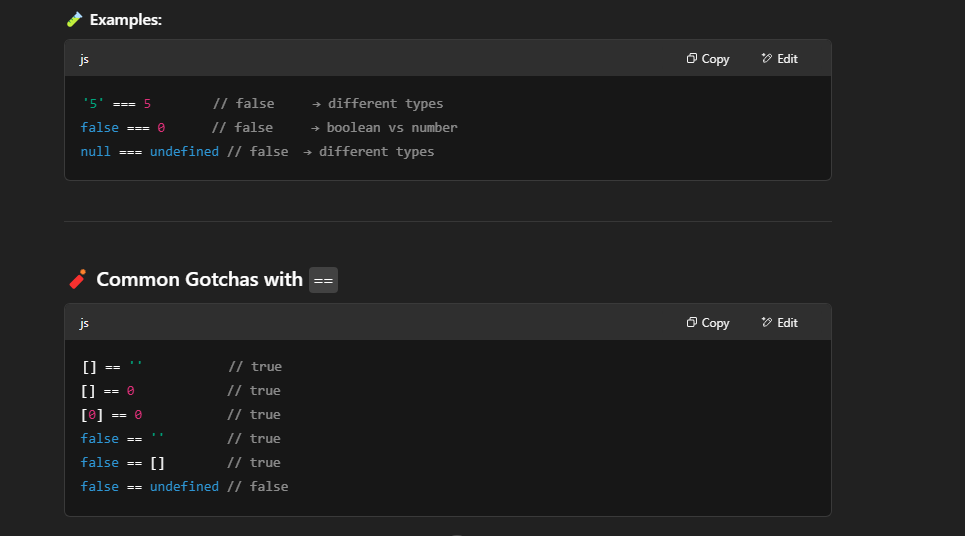 Examples:
js
Copy
Edit
'5' === 5        // false     → different types
false === 0      // false     → boolean vs number
null === undefined // false  → different types
Common Gotchas with ==
js
Copy
Edit
[] == ''           // true
[] == 0            // true
[0] == 0           // true
false == ''        // true
false == []        // true
false == undefined // false